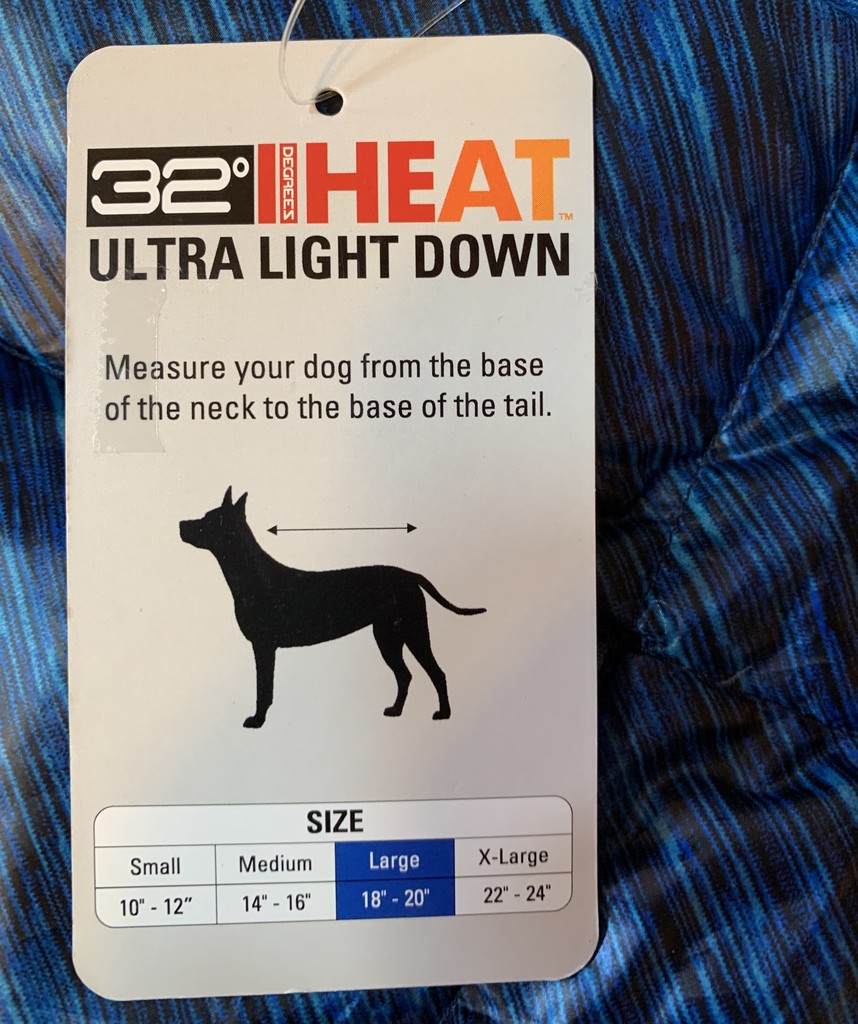 32° DEGREES HEAT™
ULTRA LIGHT DOWN
Measure your dog from the base
of the neck to the base of the tail.
SIZE
Small Medium Large X-Large
10" - 12" 14" - 16" 18" - 20" 22" - 24"